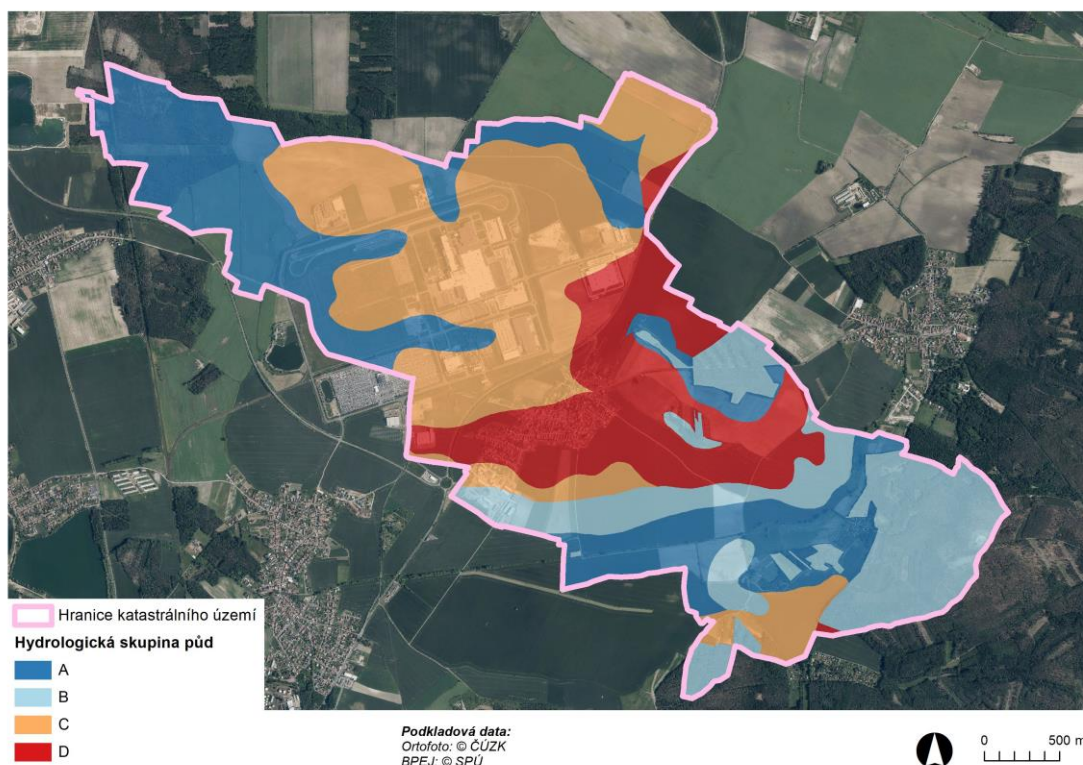 Hranice katastrálního území
Hydrologická skupina půd
A
B
C
D
Podkladová data:
Ortofoto: © ČÚZK
BPEJ: © SPÚ
0 500 m